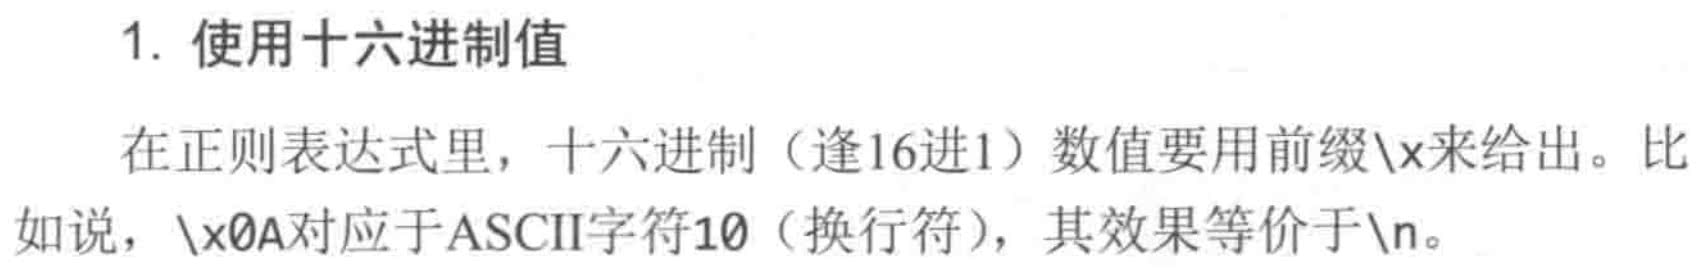 1. 使用十六进制值
在正则表达式里，十六进制（逢16进1）数值要用前缀\x来给出。比
如说，\x0A对应于ASCII字符10（换行符），其效果等价于\n。